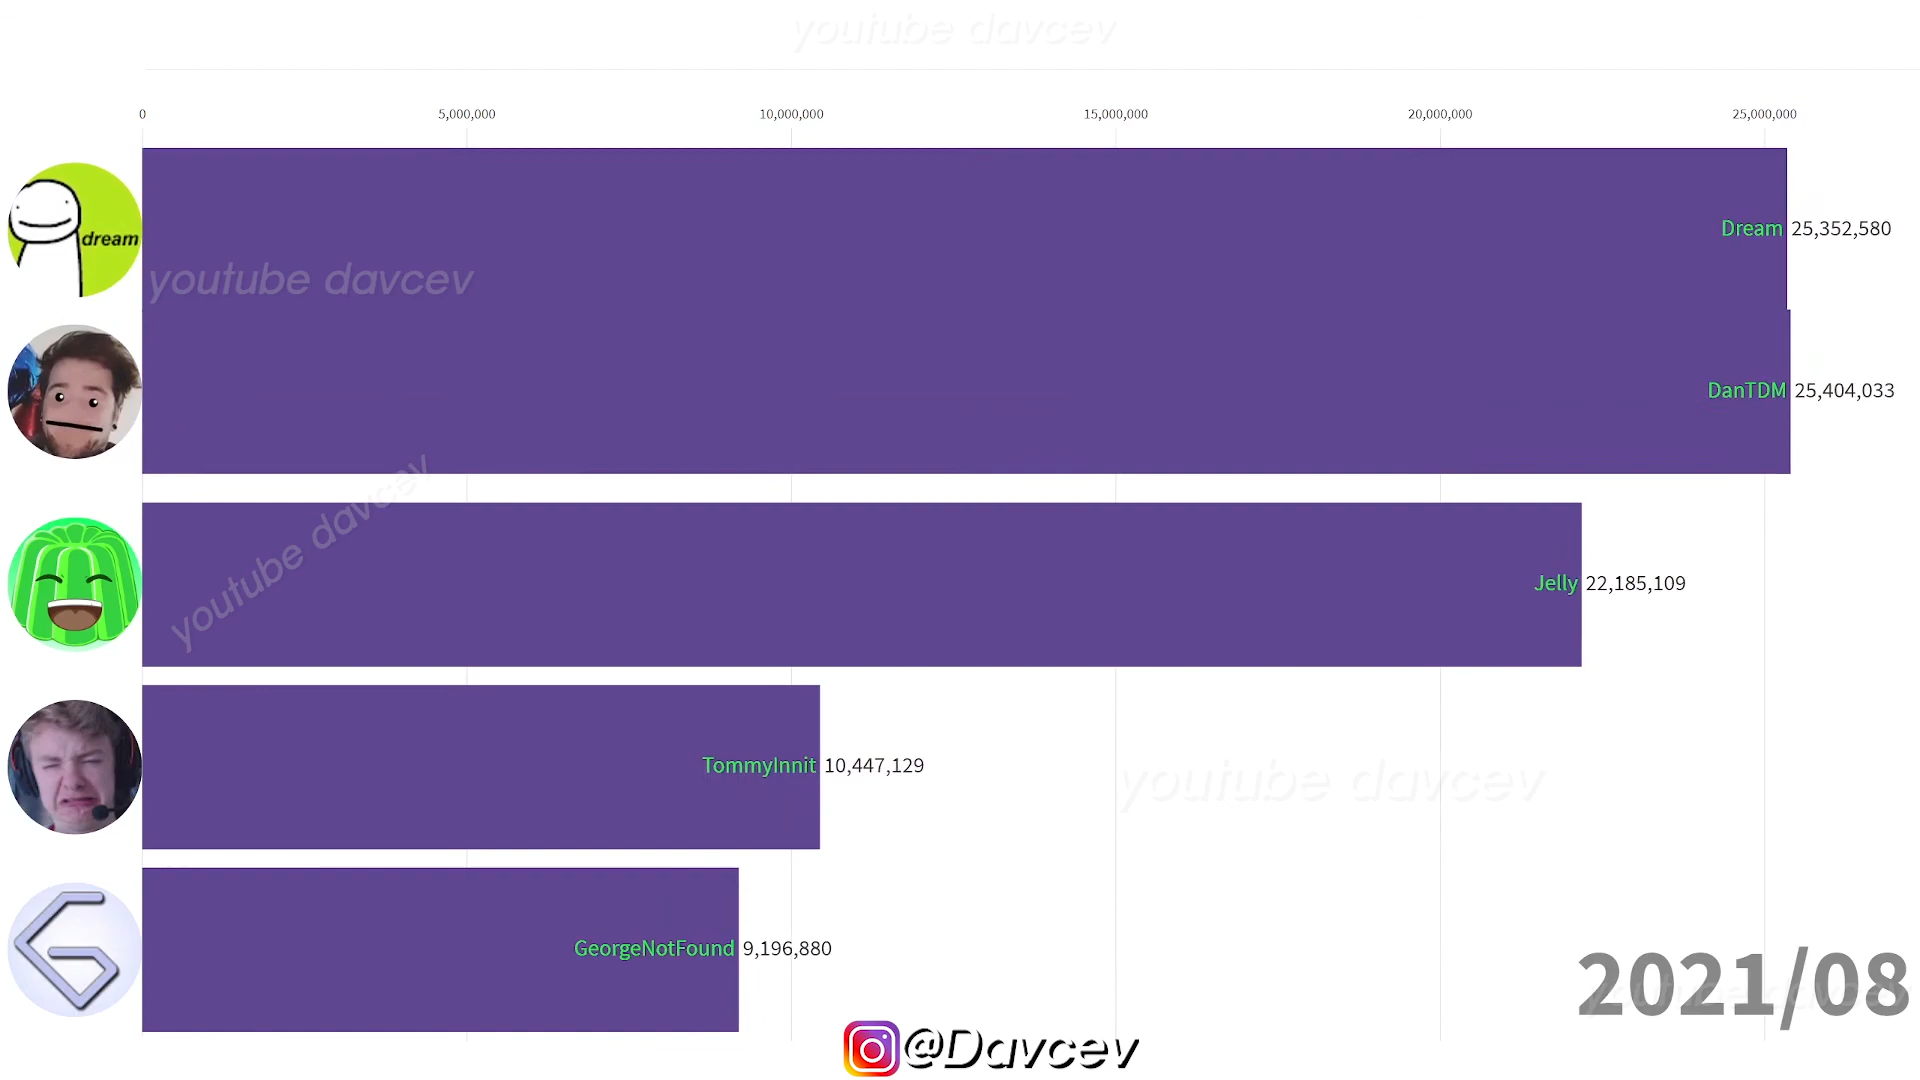 youtube davcev
0 5,000,000 10,000,000 15,000,000 20,000,000 25,000,000
dream
Dream 25,352,580
youtube davcev
DanTDM 25,404,033
youtube davcev
Jelly 22,185,109
TommyInnit 10,447,129
youtube davcev
GeorgeNotFound 9,196,880
2021/08
@Davcev